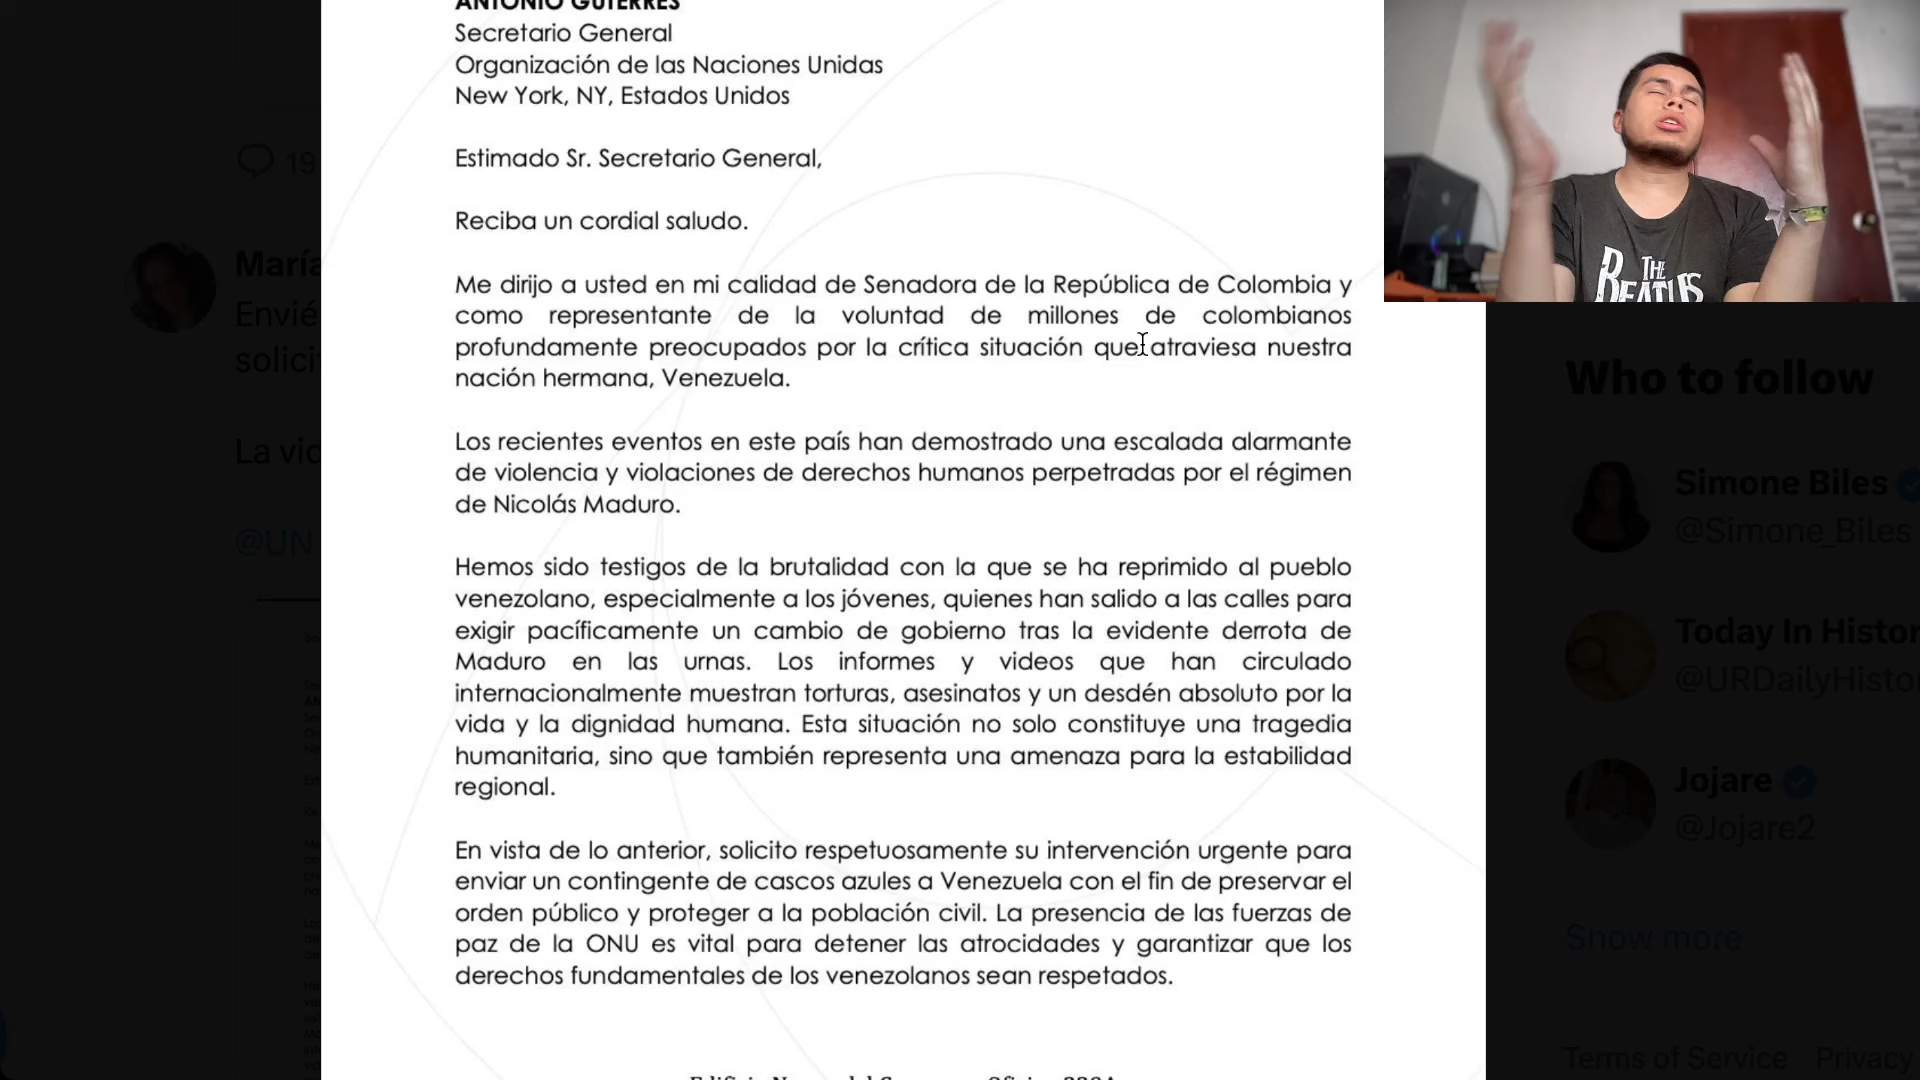 ANTONIO GUTERRES
Secretario General
Organización de las Naciones Unidas
New York, NY, Estados Unidos
Estimado Sr. Secretario General,
Reciba un cordial saludo.
Me dirijo a usted en mi calidad de Senadora de la República de Colombia y
como representante de la voluntad de millones de colombianos
profundamente preocupados por la crítica situación que atraviesa nuestra
nación hermana, Venezuela.
Los recientes eventos en este país han demostrado una escalada alarmante
de violencia y violaciones de derechos humanos perpetradas por el régimen
de Nicolás Maduro.
Hemos sido testigos de la brutalidad con la que se ha reprimido al pueblo
venezolano, especialmente a los jóvenes, quienes han salido a las calles para
exigir pacíficamente un cambio de gobierno tras la evidente derrota de
Maduro en las urnas. Los informes y videos que han circulado
internacionalmente muestran torturas, asesinatos y un desdén absoluto por la
vida y la dignidad humana. Esta situación no solo constituye una tragedia
humanitaria, sino que también representa una amenaza para la estabilidad
regional.
En vista de lo anterior, solicito respetuosamente su intervención urgente para
enviar un contingente de cascos azules a Venezuela con el fin de preservar el
orden público y proteger a la población civil. La presencia de las fuerzas de
paz de la ONU es vital para detener las atrocidades y garantizar que los
derechos fundamentales de los venezolanos sean respetados.
19
María
Envié
La
@UN
THE
BEATLES
Who to follow
Simone Biles
@Simone_Biles
Today In Histor
@URDailyHisto
Jojare
@Jojare2
Show more
Terms of Service Privacy